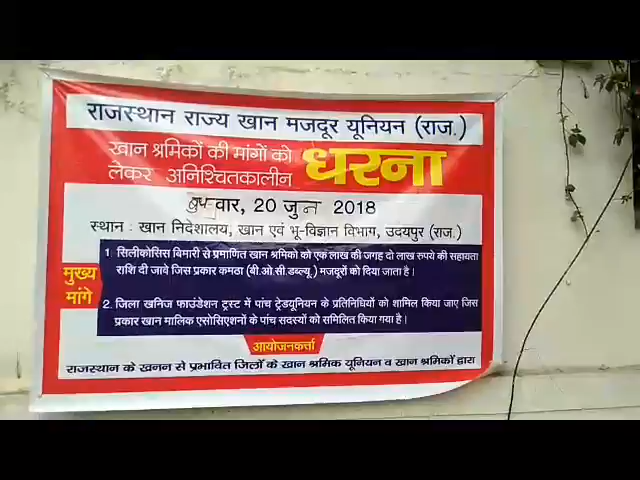 राजस्थान राज्य खान मजदूर यूनियन (राज.)
खान श्रमिकों की मांगों को
लेकर अनिश्चितकालीन
धरना
बुधवार, 20 जुन 2018
स्थान : खान निदेशालय, खान एवं भू-विज्ञान विभाग, उदयपुर (राज.)
मुख्य
मांगे
1. सिलीकोसिस बिमारी से प्रमाणित खान श्रमिको को एक लाख की जगह दो लाख रुपये की सहायता
राशि दी जावे जिस प्रकार कमठा (बी.ओ.सी.डब्ल्यू.) मजदूरों को दिया जाता है।
2. जिला खनिज फाउंडेशन ट्रस्ट में पांच ट्रेडयूनियन के प्रतिनिधियों को शामिल किया जाए जिस
प्रकार खान मालिक एसोसिएशनों के पांच सदस्यों को समिलित किया गया है।
आयोजनकर्त्ता
राजस्थान के खनन से प्रभावित जिलों के खान श्रमिक यूनियन व खान श्रमिकों द्वारा